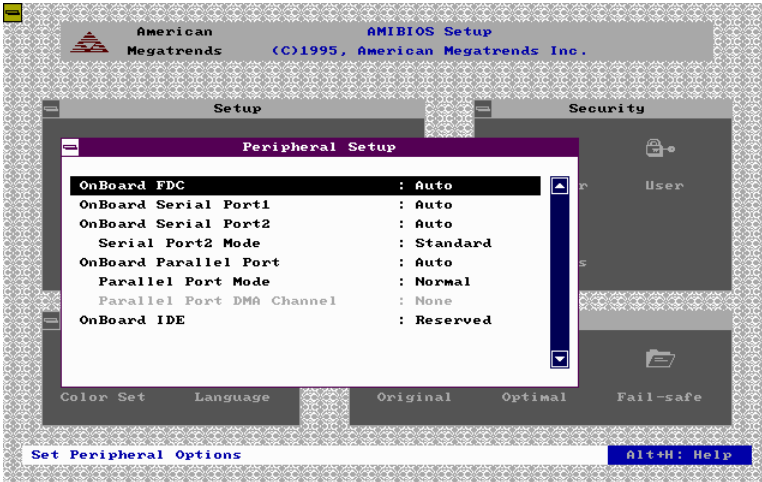 American AMIBIOS Setup
Megatrends (C)1995, American Megatrends Inc.
Setup Security
Peripheral Setup
OnBoard FDC : Auto
User
OnBoard Serial Port1 : Auto
OnBoard Serial Port2 : Auto
Serial Port2 Mode : Standard
OnBoard Parallel Port : Auto
Parallel Port Mode : Normal
Parallel Port DMA Channel : None
OnBoard IDE : Reserved
Color Set Language Original Optimal Fail-safe
Set Peripheral Options Alt+H: Help